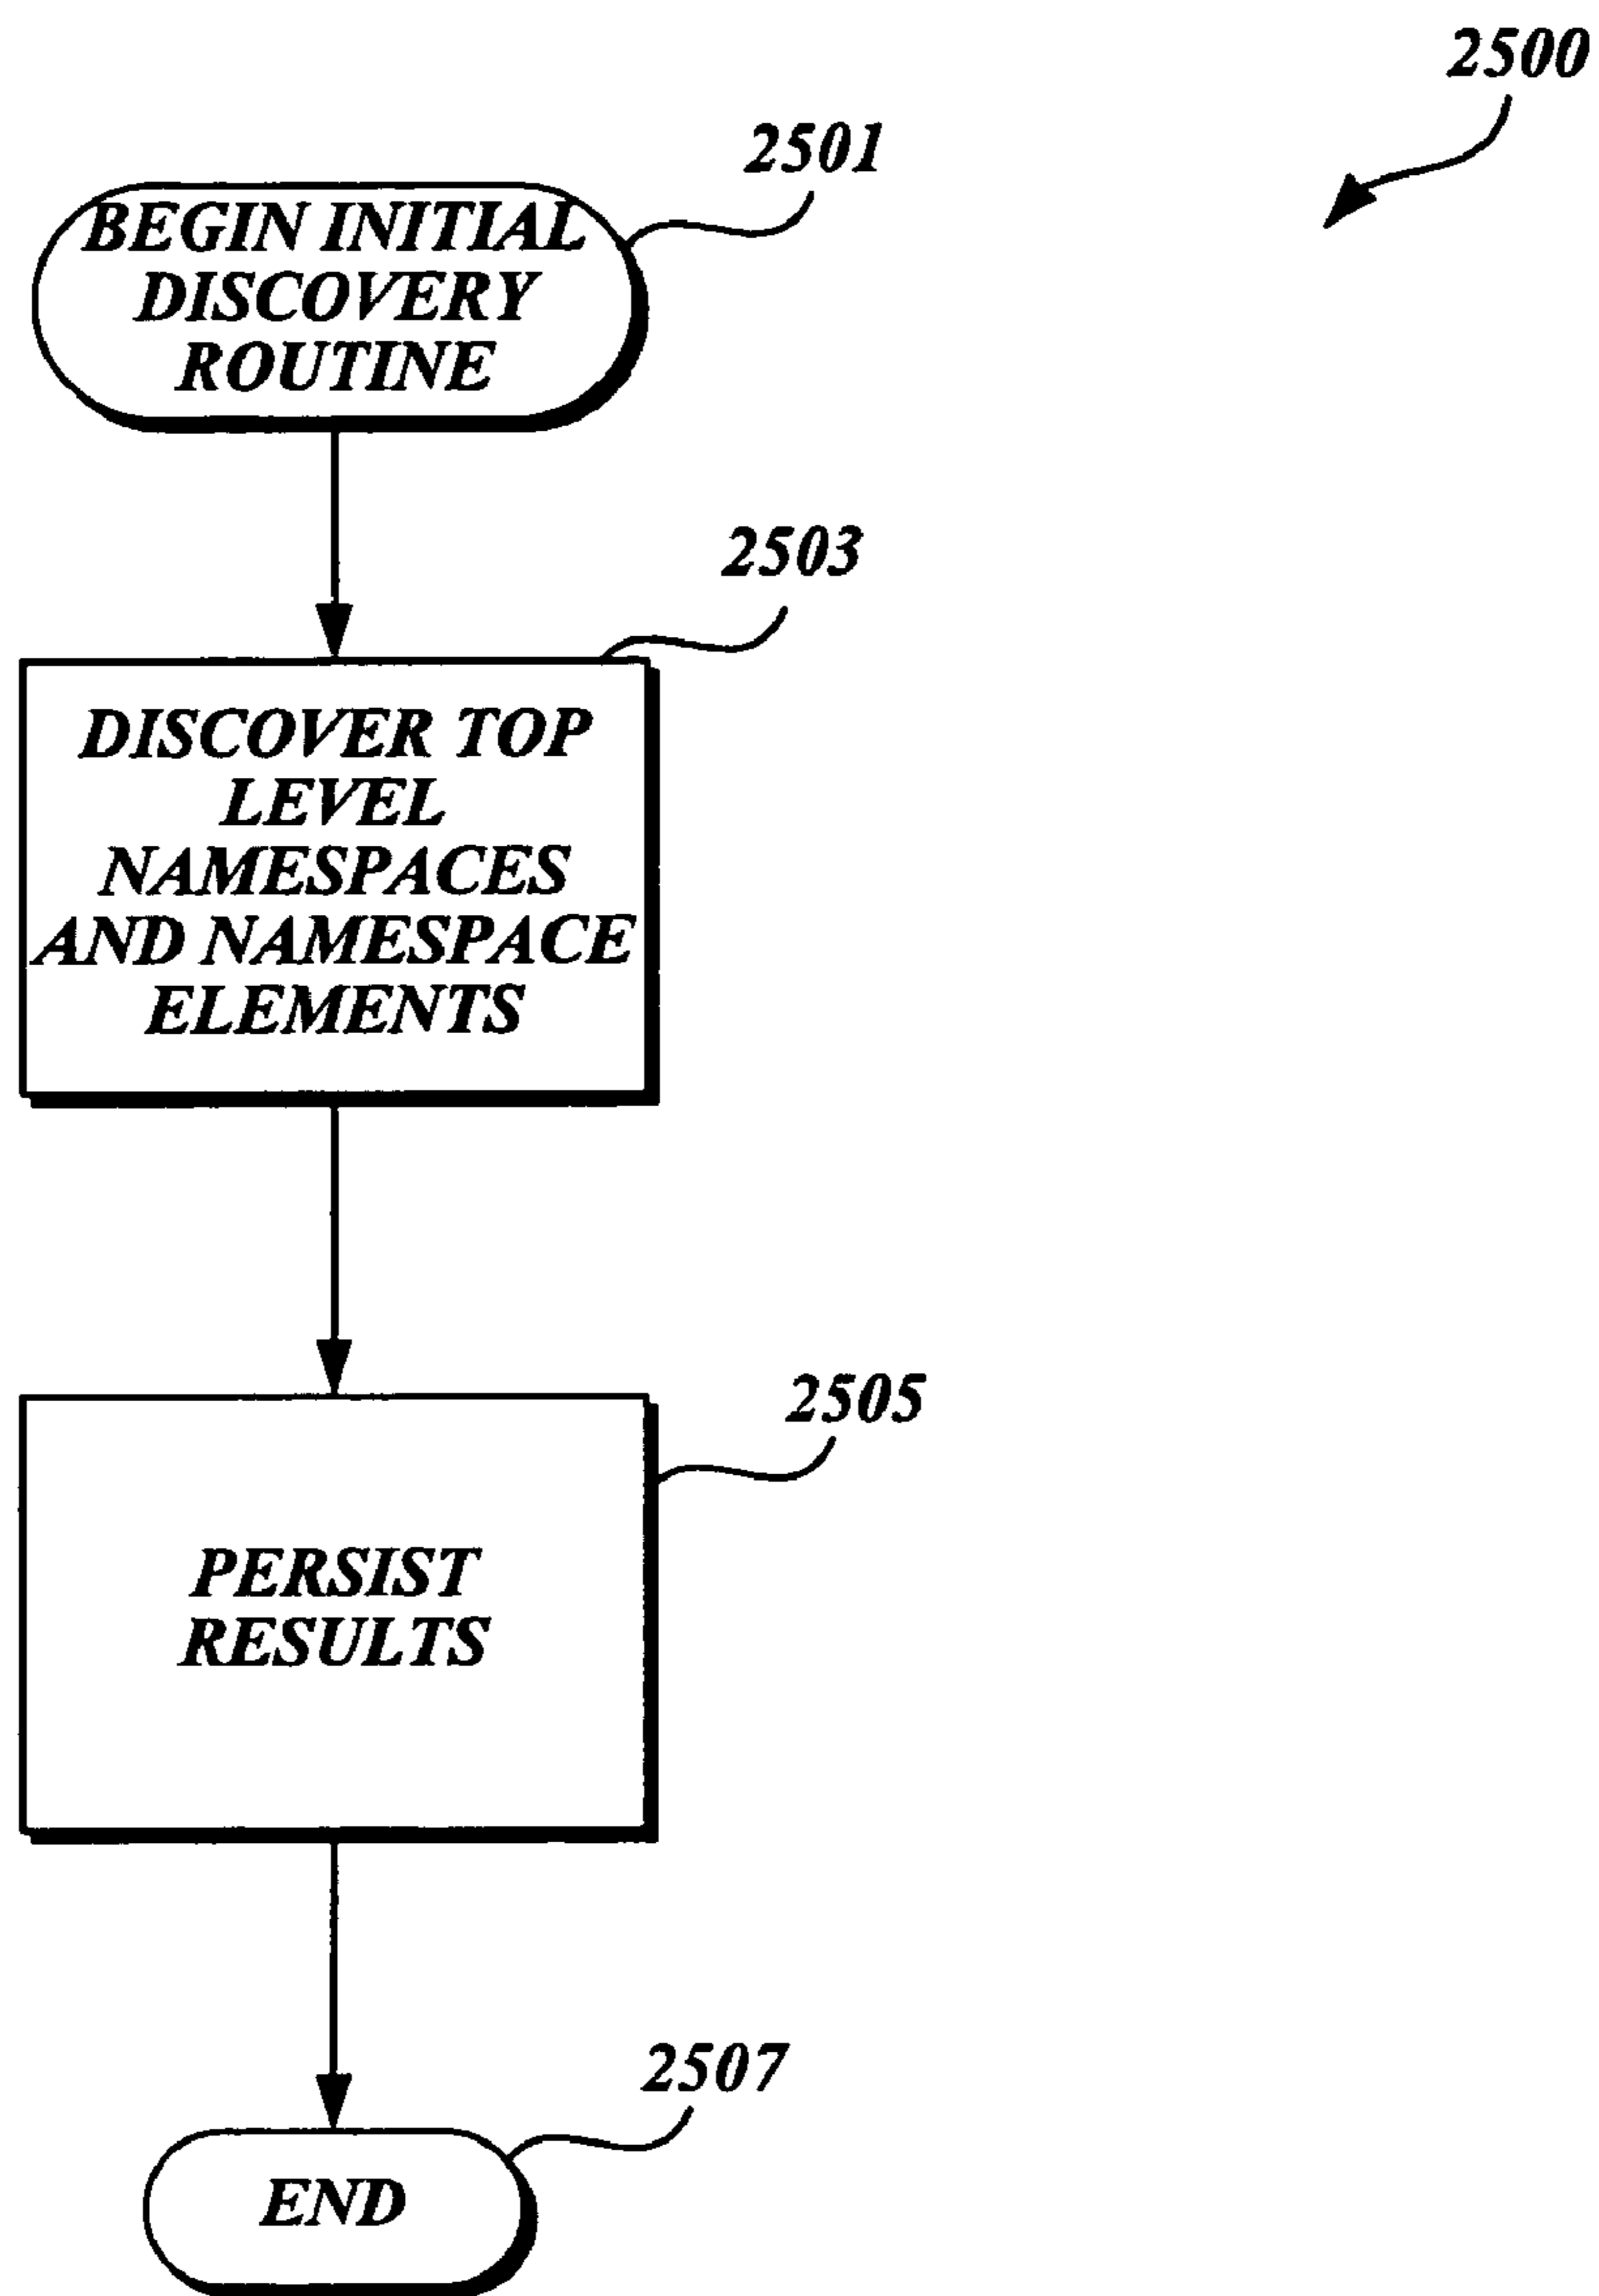 2500
2501
BEGIN INITIAL
DISCOVERY
ROUTINE
2503
DISCOVER TOP
LEVEL
NAMESPACES
AND NAMESPACE
ELEMENTS
2505
PERSIST
RESULTS
2507
END